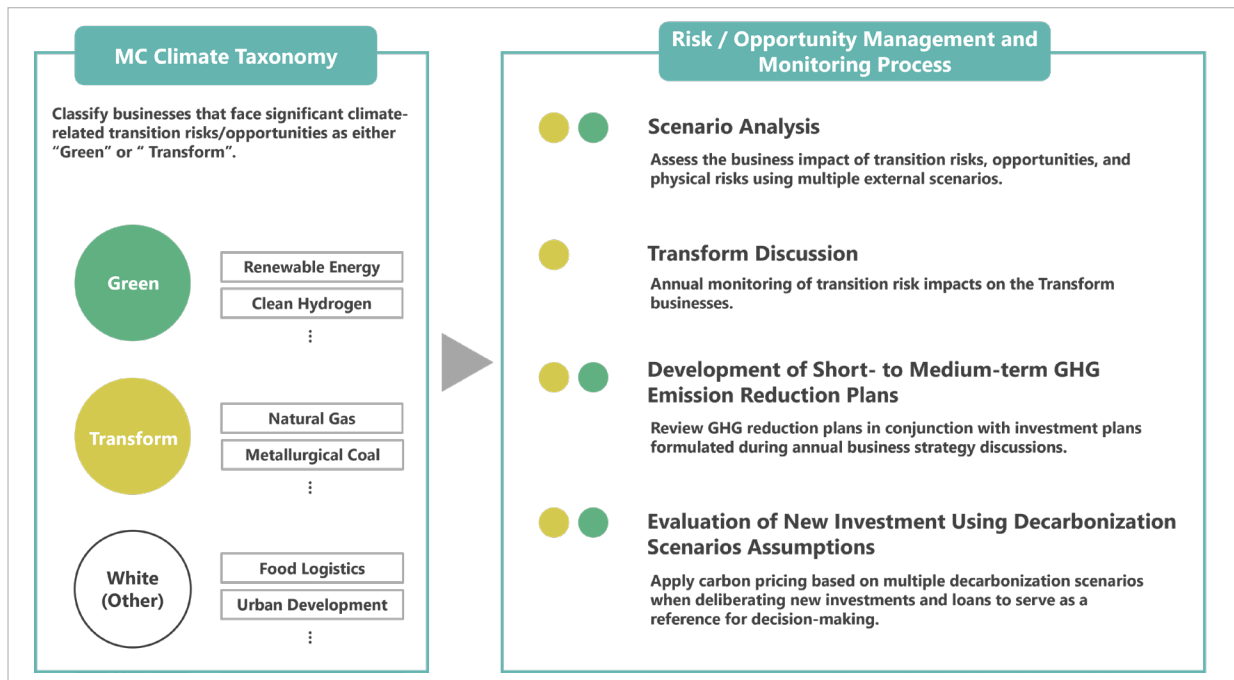 MC Climate Taxonomy
Classify businesses that face significant climate-
related transition risks/opportunities as either
“Green” or “ Transform”.
Green
Renewable Energy
Clean Hydrogen
⋮
Transform
Natural Gas
Metallurgical Coal
⋮
White
(Other)
Food Logistics
Urban Development
⋮
Risk / Opportunity Management and
Monitoring Process
Scenario Analysis
Assess the business impact of transition risks, opportunities, and
physical risks using multiple external scenarios.
Transform Discussion
Annual monitoring of transition risk impacts on the Transform
businesses.
Development of Short- to Medium-term GHG
Emission Reduction Plans
Review GHG reduction plans in conjunction with investment plans
formulated during annual business strategy discussions.
Evaluation of New Investment Using Decarbonization
Scenarios Assumptions
Apply carbon pricing based on multiple decarbonization scenarios
when deliberating new investments and loans to serve as a
reference for decision-making.